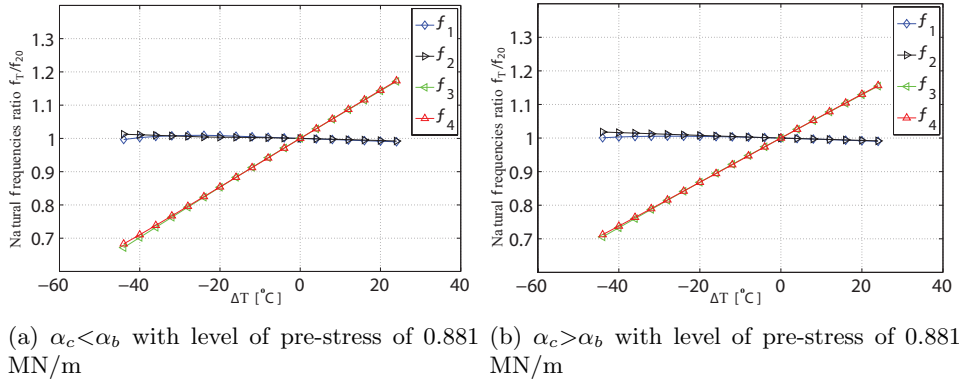 Natural frequencies ratio f_T/f_20
1.3
1.2
1.1
1
0.9
0.8
0.7
−60 −40 −20 0 20 40
ΔT [°C]
f_1
f_2
f_3
f_4
(a) α_c<α_b with level of pre-stress of 0.881
MN/m
Natural frequencies ratio f_T/f_20
1.3
1.2
1.1
1
0.9
0.8
0.7
−60 −40 −20 0 20 40
ΔT [°C]
f_1
f_2
f_3
f_4
(b) α_c>α_b with level of pre-stress of 0.881
MN/m